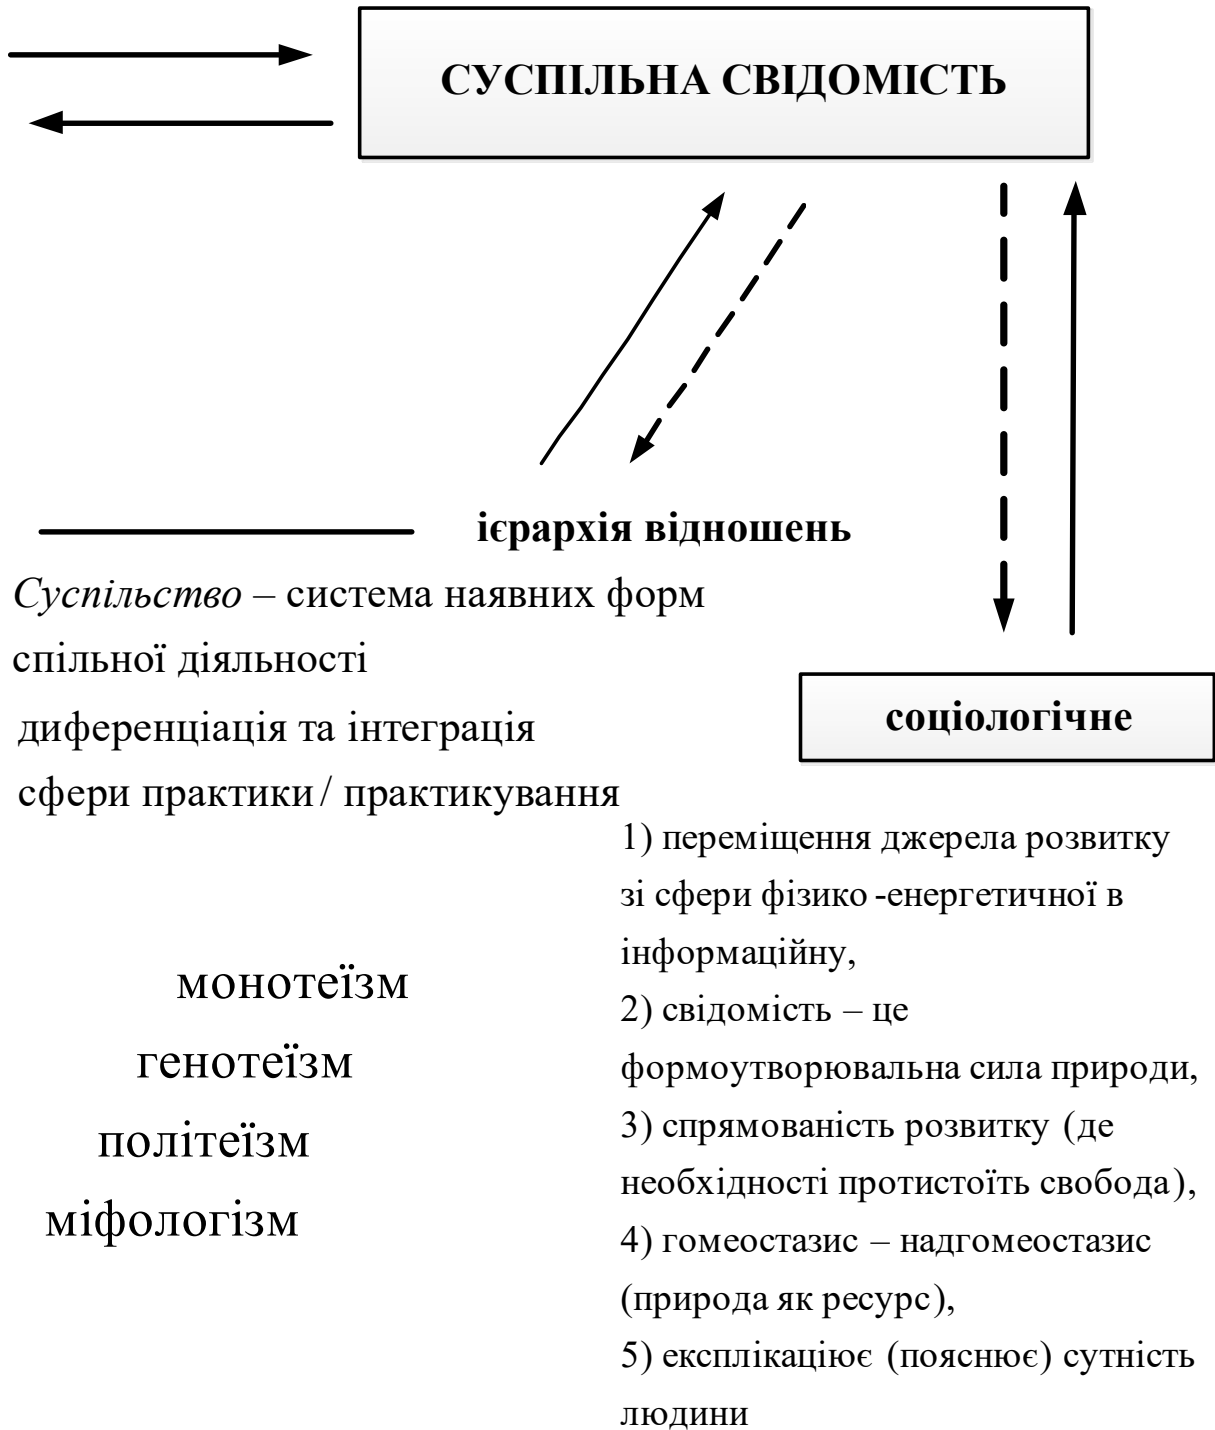 СУСПІЛЬНА СВІДОМІСТЬ
ієрархія відношень
Суспільство – система наявних форм
спільної діяльності
диференціація та інтеграція
сфери практики / практикування
соціологічне
1) переміщення джерела розвитку
зі сфери фізико -енергетичної в
інформаційну,
2) свідомість – це
формоутворювальна сила природи,
3) спрямованість розвитку (де
необхідності протистоїть свобода),
4) гомеостазис – надгомеостазис
(природа як ресурс),
5) експлікаціює (пояснює) сутність
людини
монотеїзм
генотеїзм
політеїзм
міфологізм